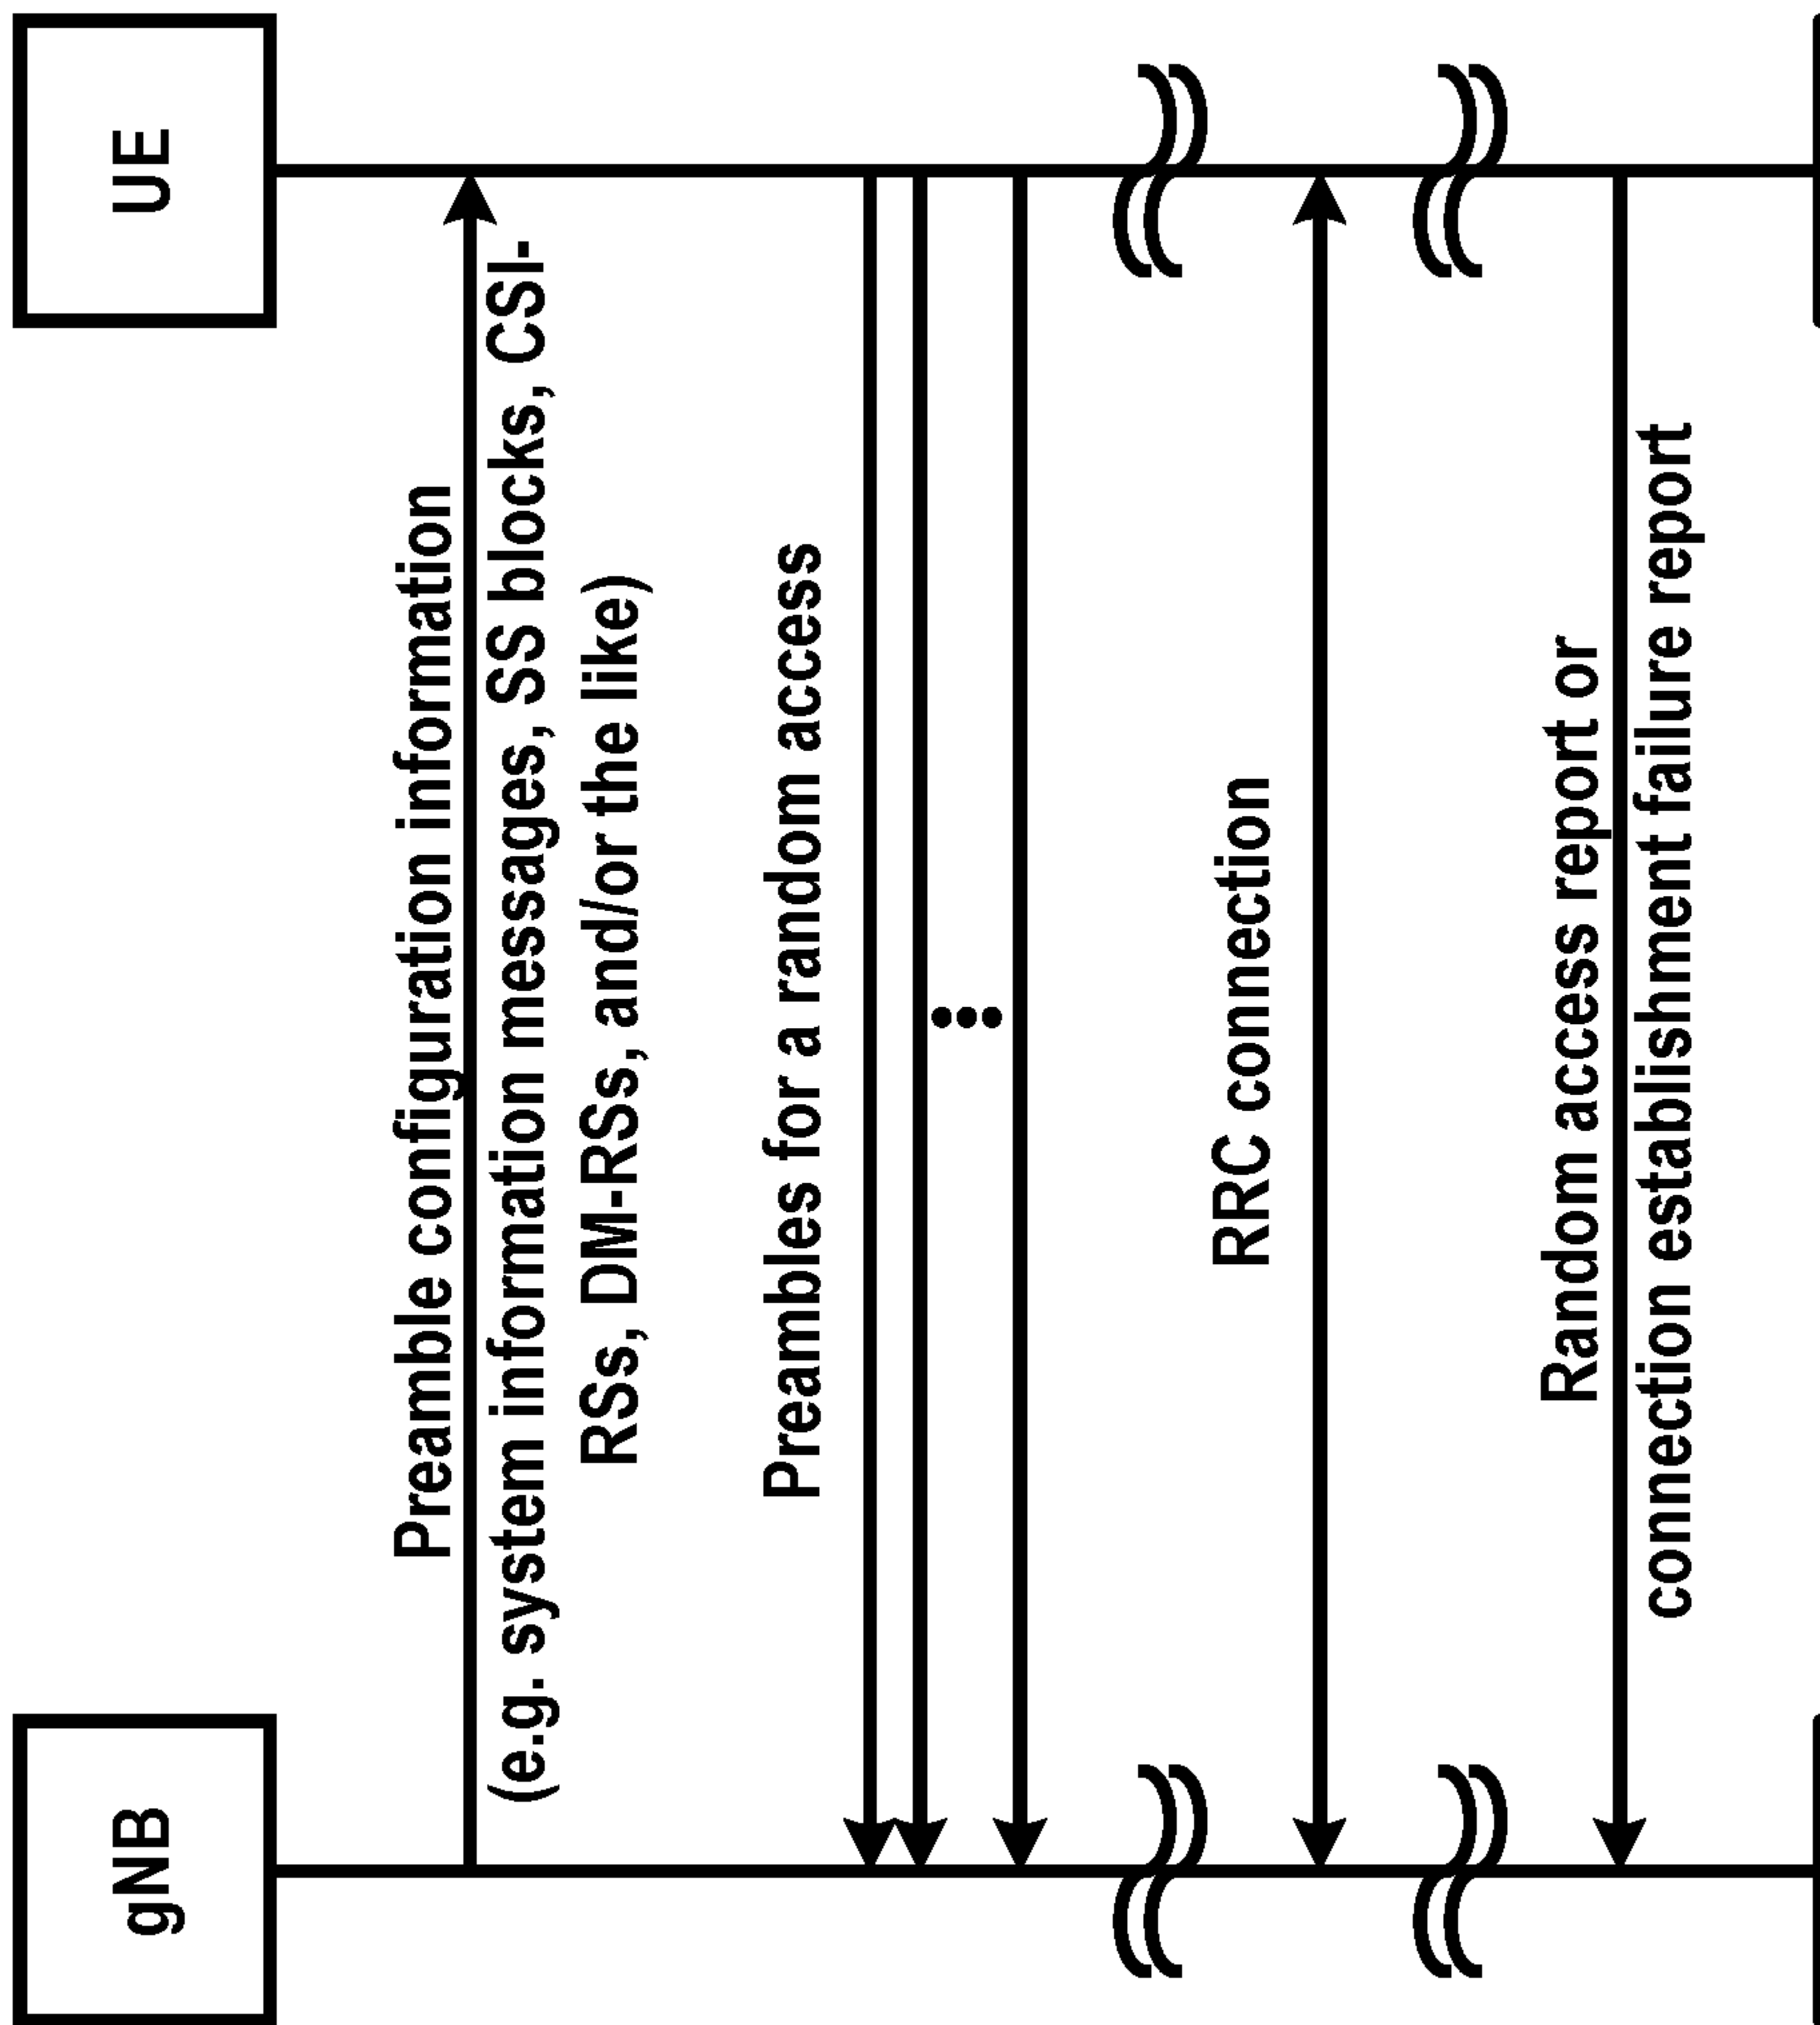 gNB
UE
Preamble configuration information
(e.g. system information messages, SS blocks, CSI-
RSs, DM-RSs, and/or the like)
Preambles for a random access
RRC connection
Random access report or
connection establishment failure report